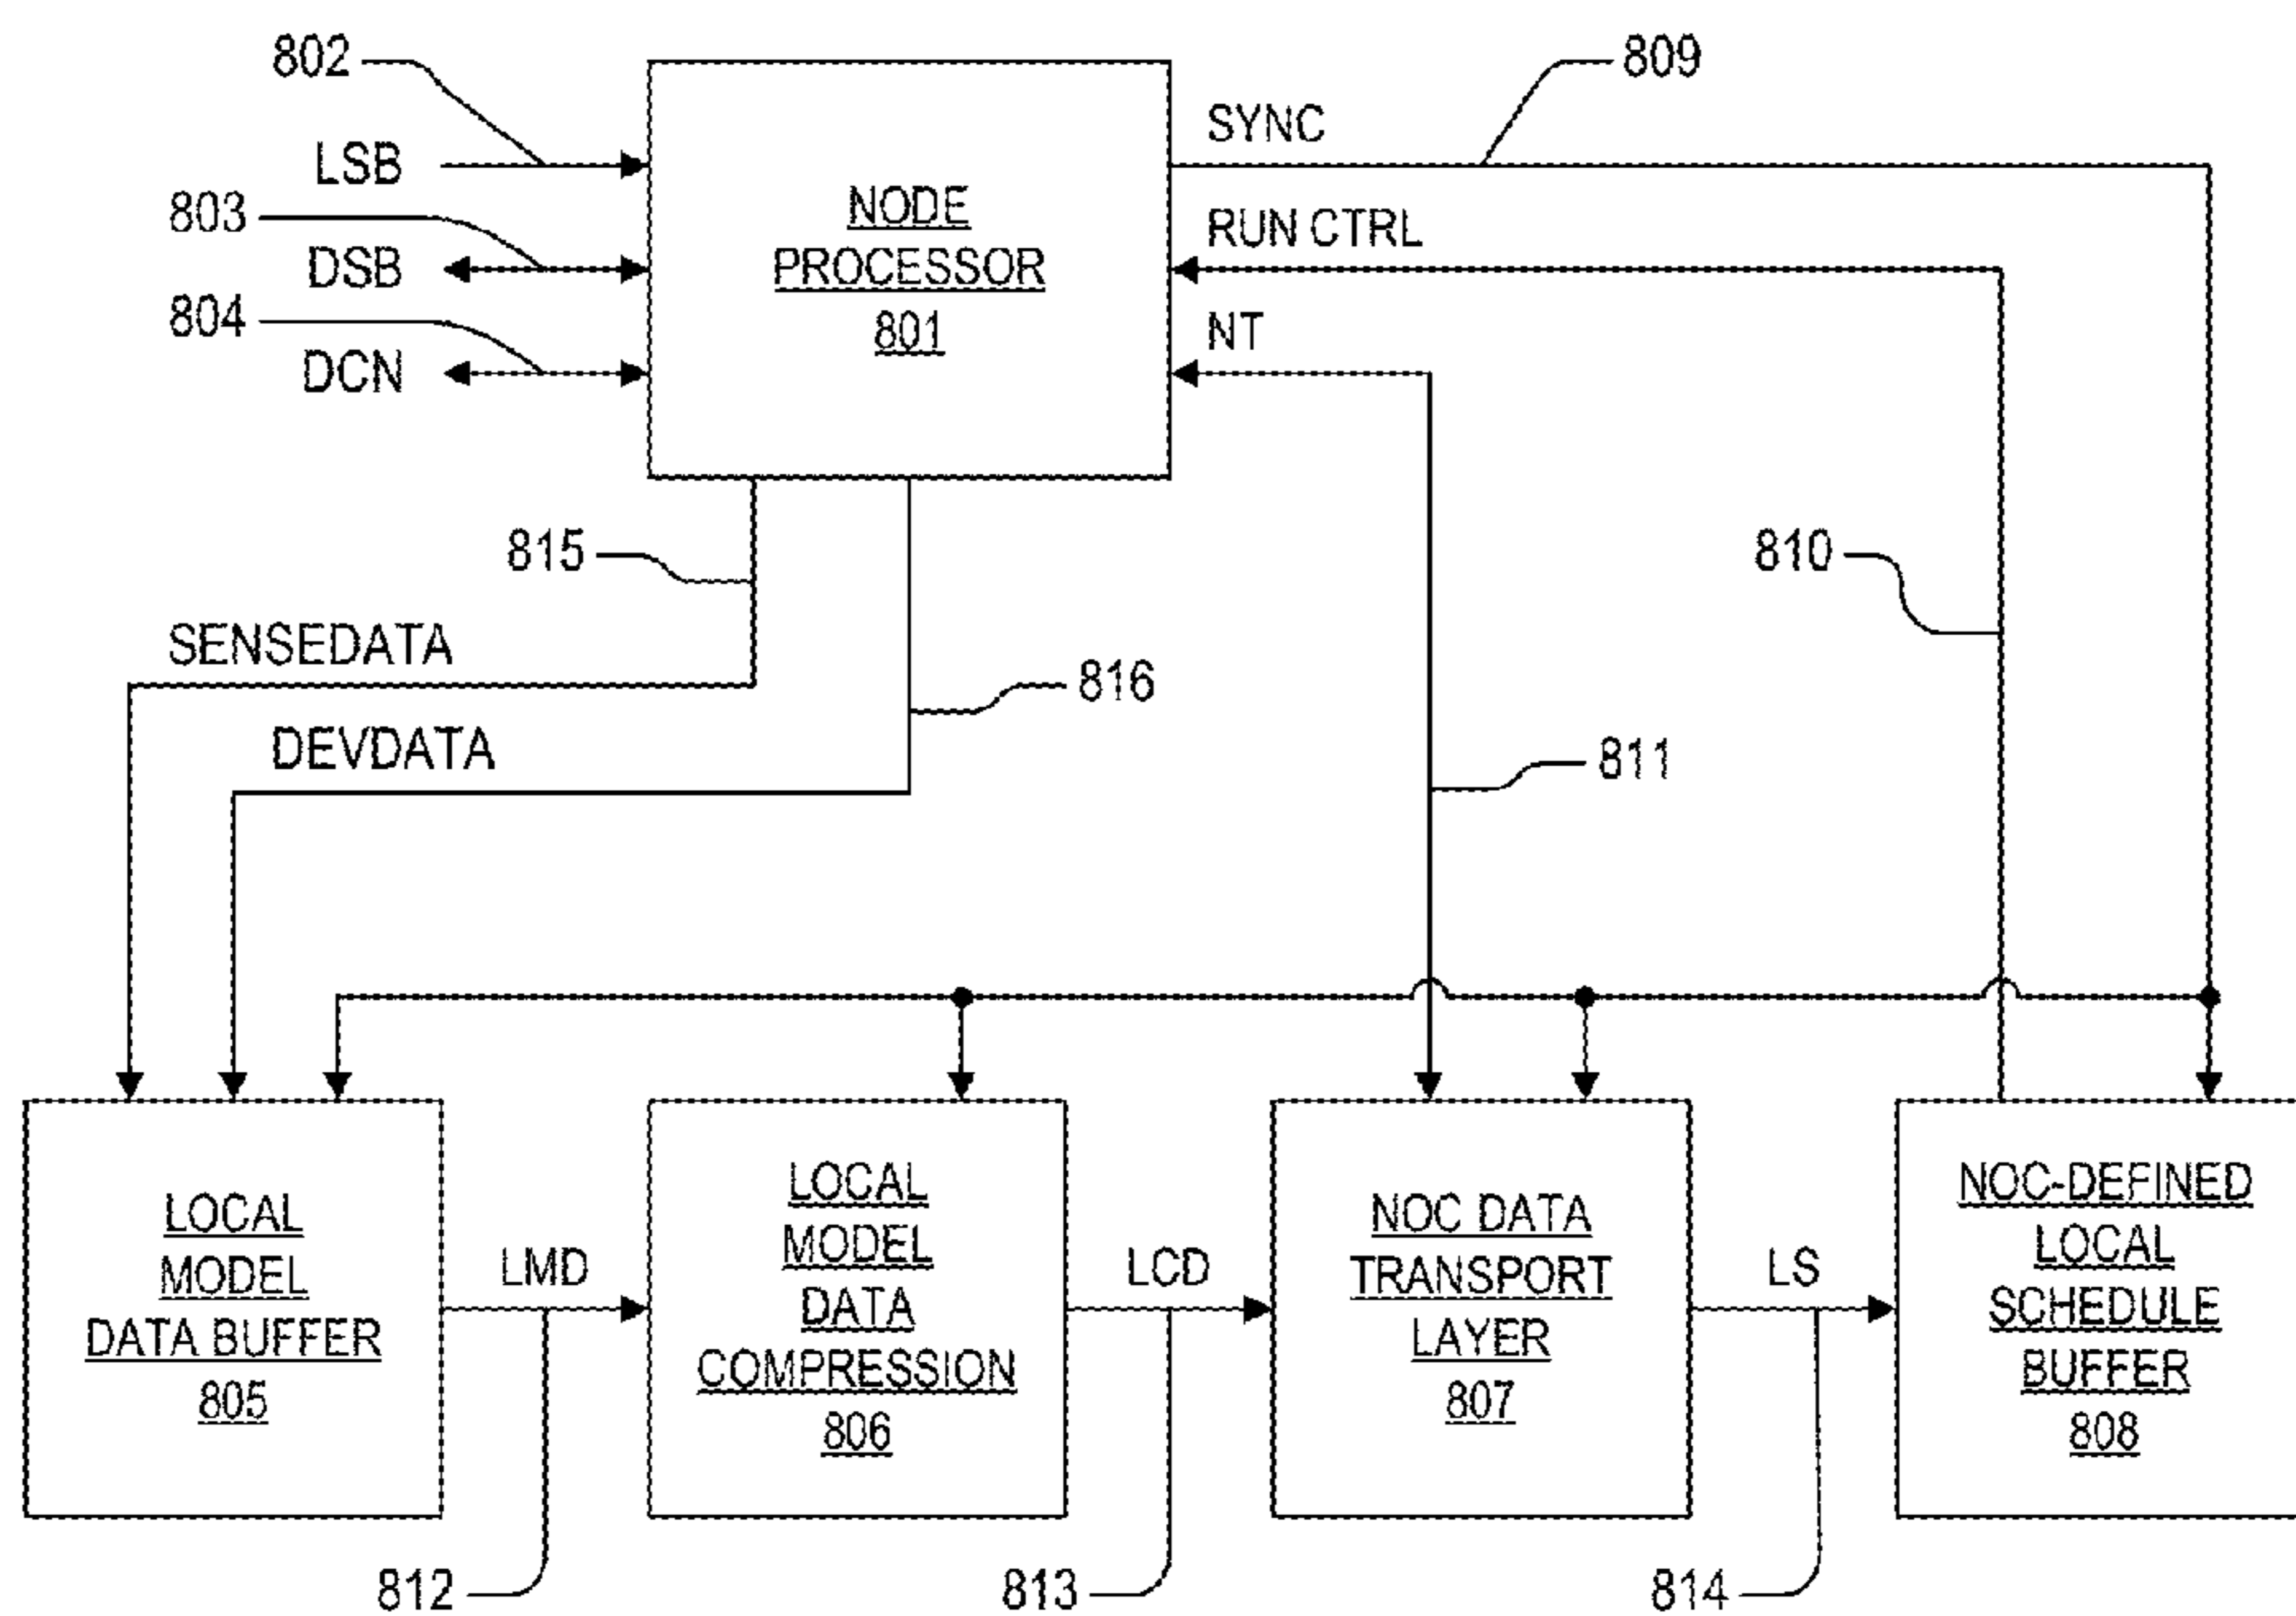 802
LSB
803
DSB
804
DCN
NODE
PROCESSOR
801
SYNC
809
RUN CTRL
NT
815
SENSEDATA
816
DEVDATA
811
810
LOCAL
MODEL
DATA BUFFER
805
LMD
812
LOCAL
MODEL
DATA
COMPRESSION
806
LCD
813
NOC DATA
TRANSPORT
LAYER
807
LS
814
NOC-DEFINED
LOCAL
SCHEDULE
BUFFER
808